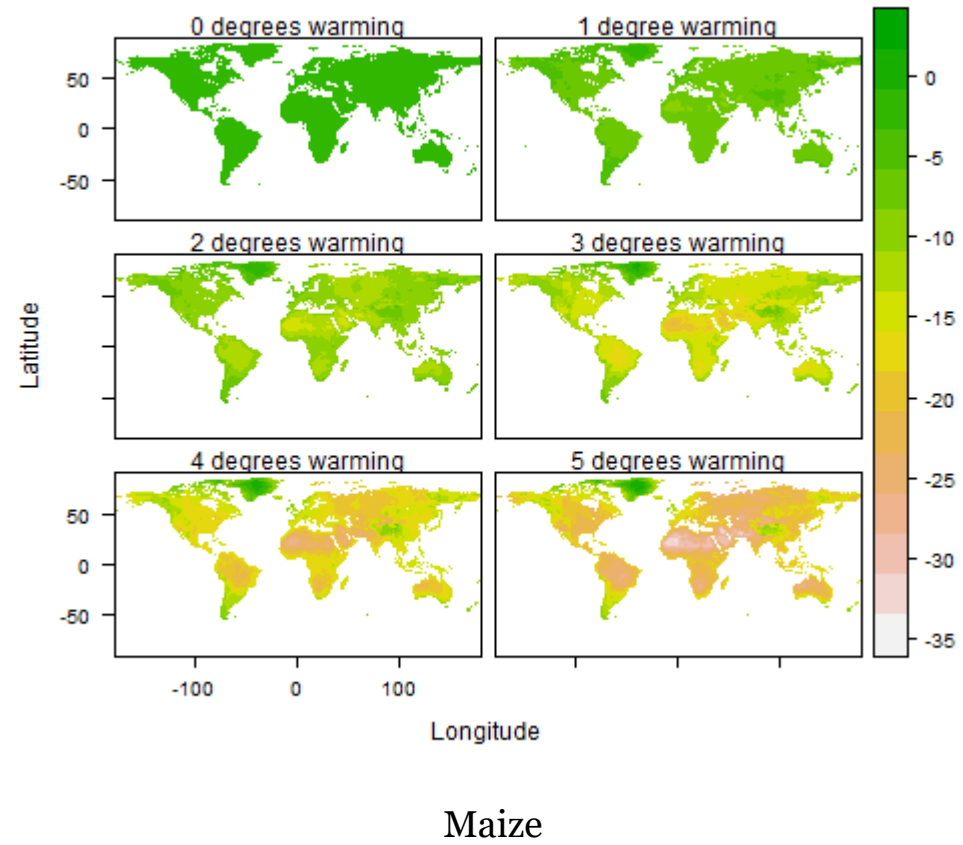 0 degrees warming
1 degree warming
50
0
-50
2 degrees warming
3 degrees warming
Latitude
4 degrees warming
5 degrees warming
50
0
-50
-100
0
100
Longitude
0
-5
-10
-15
-20
-25
-30
-35
Maize